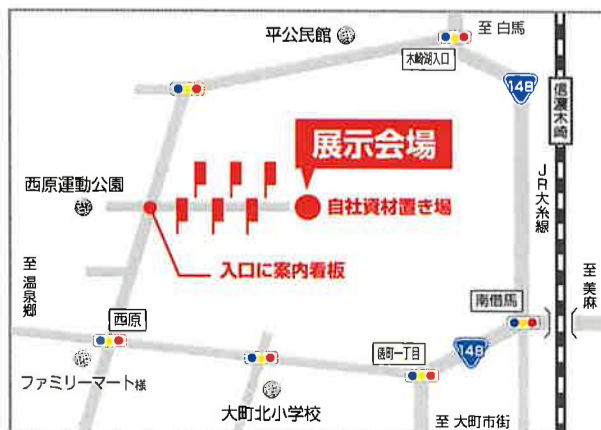 平公民館
至 白馬
木崎湖入口
148
信濃木崎
展示会場
西原運動公園
自社資材置き場
JR大糸線
入口に案内看板
至 温泉郷
至 美麻
西原
南借馬
148
俵町一丁目
ファミリーマート様
大町北小学校
至 大町市街